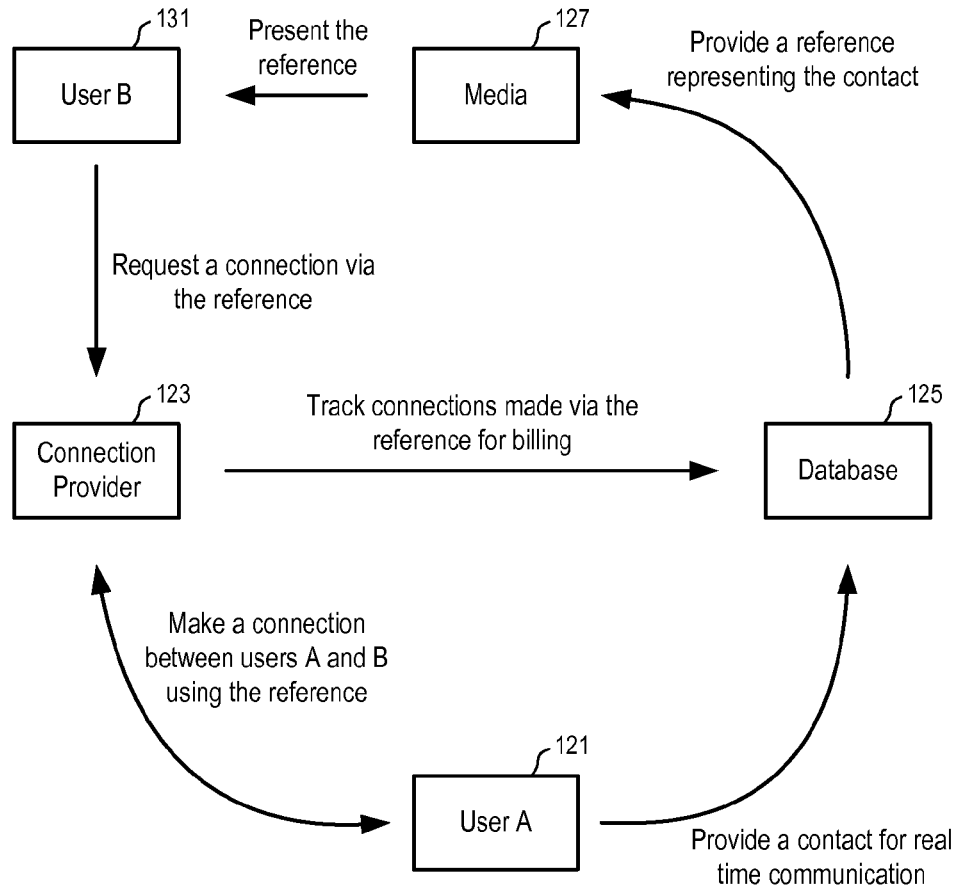 131
User B
Present the
reference
127
Media
Provide a reference
representing the contact
Request a connection via
the reference
123
Connection
Provider
Track connections made via the
reference for billing
125
Database
Make a connection
between users A and B
using the reference
121
User A
Provide a contact for real
time communication